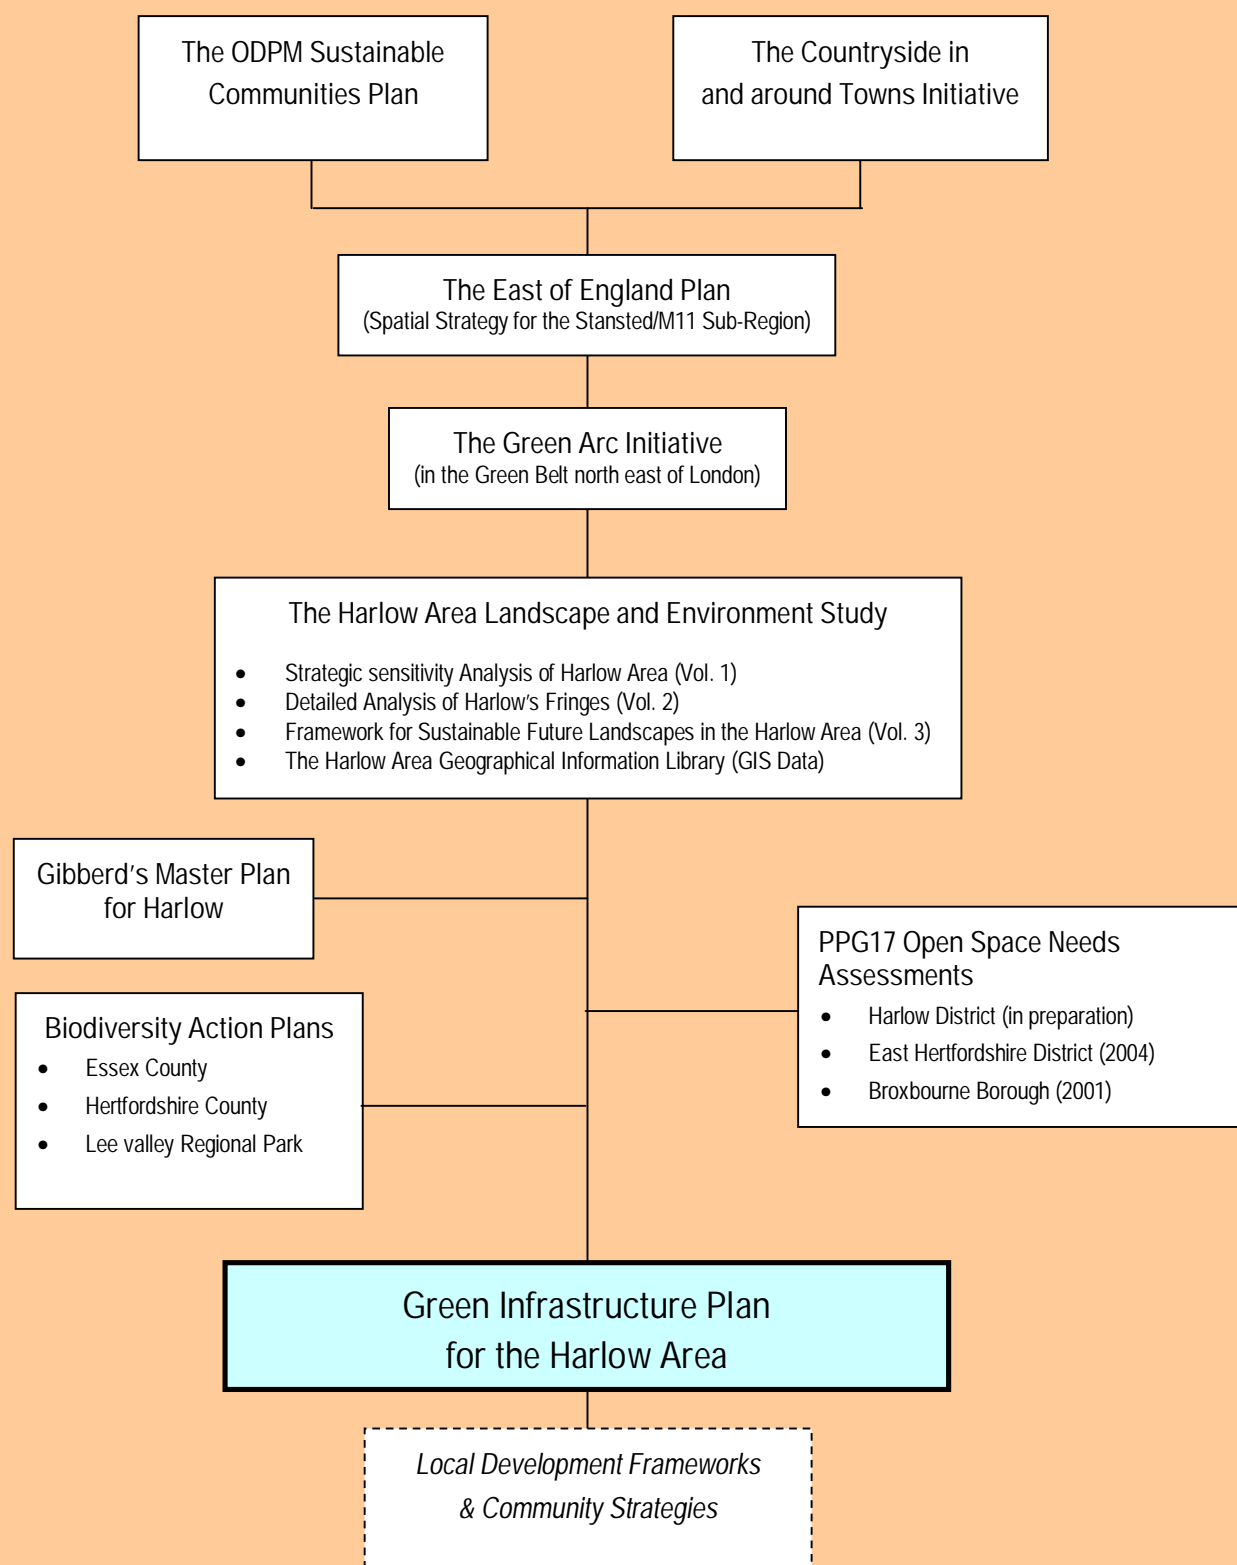 The ODPM Sustainable
Communities Plan
The Countryside in
and around Towns Initiative
The East of England Plan
(Spatial Strategy for the Stansted/M11 Sub-Region)
The Green Arc Initiative
(in the Green Belt north east of London)
The Harlow Area Landscape and Environment Study
• Strategic sensitivity Analysis of Harlow Area (Vol. 1)
• Detailed Analysis of Harlow's Fringes (Vol. 2)
• Framework for Sustainable Future Landscapes in the Harlow Area (Vol. 3)
• The Harlow Area Geographical Information Library (GIS Data)
Gibberd's Master Plan
for Harlow
PPG17 Open Space Needs
Assessments
• Harlow District (in preparation)
• East Hertfordshire District (2004)
• Broxbourne Borough (2001)
Biodiversity Action Plans
• Essex County
• Hertfordshire County
• Lee valley Regional Park
Green Infrastructure Plan
for the Harlow Area
Local Development Frameworks
& Community Strategies